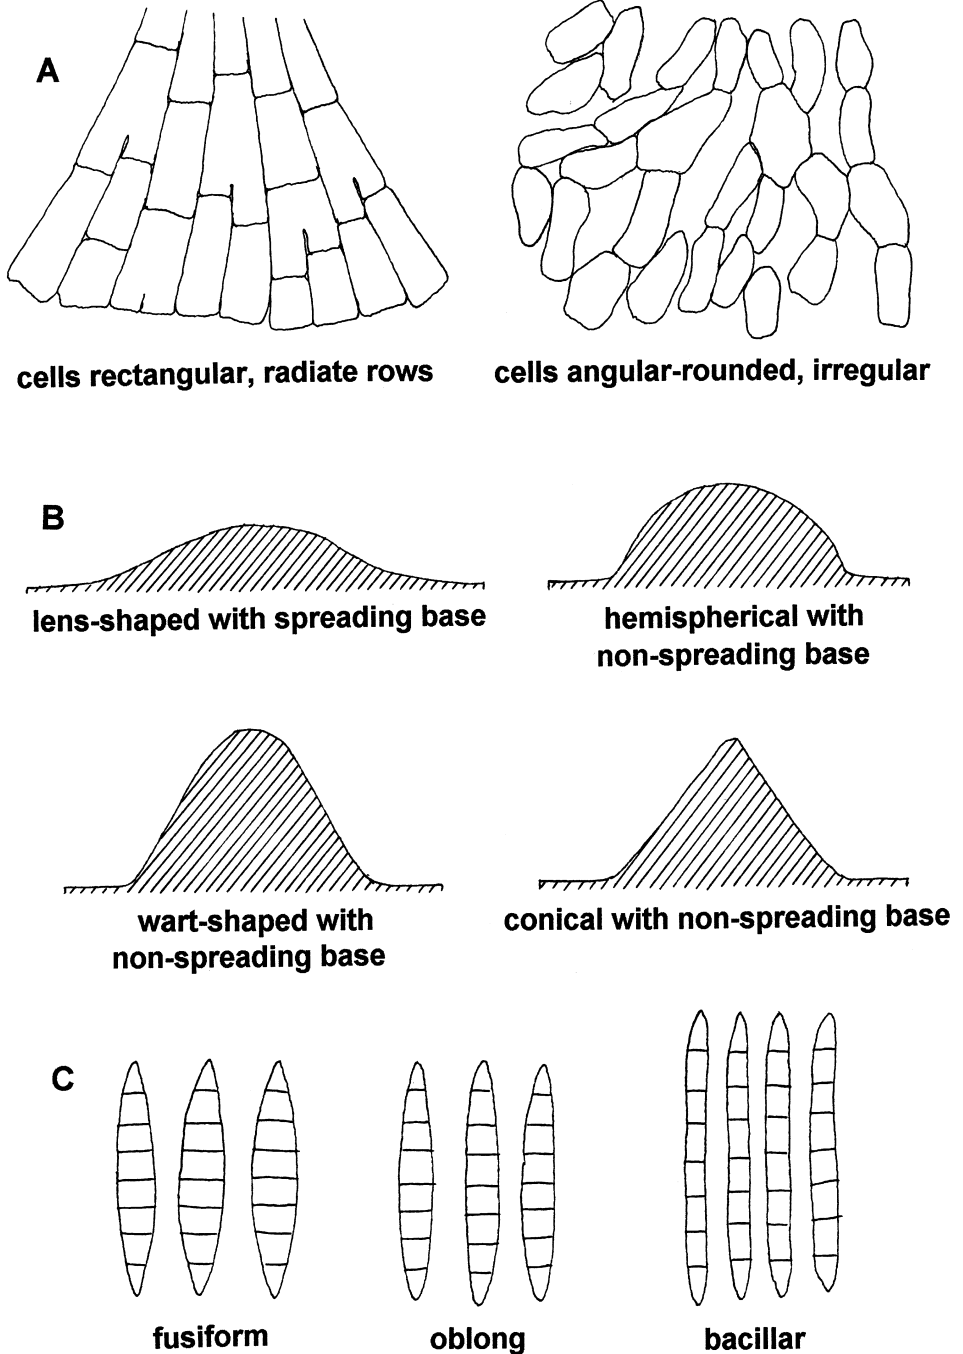 A
cells rectangular, radiate rows
cells angular-rounded, irregular
B
lens-shaped with spreading base
hemispherical with
non-spreading base
wart-shaped with
non-spreading base
conical with non-spreading base
C
fusiform
oblong
bacillar